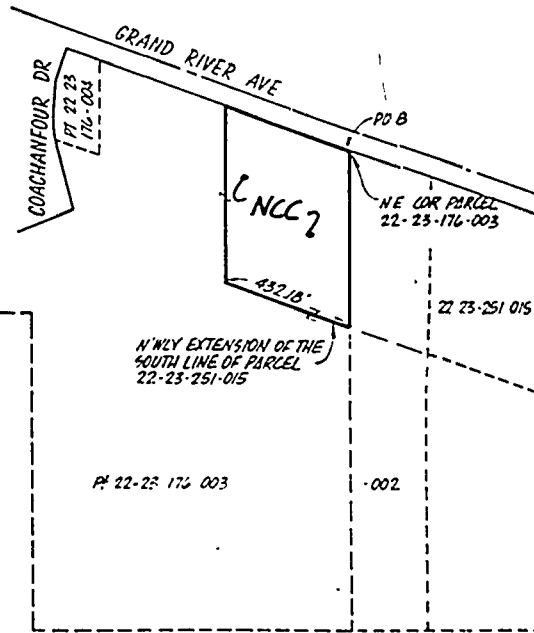 GRAND RIVER AVE
COACHANFOUR DR
PT 22 23
176-004
POB
NE COR PARCEL
22-23-176-003
NCC
432.18'
22 23-251 015
N'WLY EXTENSION OF THE
SOUTH LINE OF PARCEL
22-23-251-015
Pt 22-23 176 003
-002